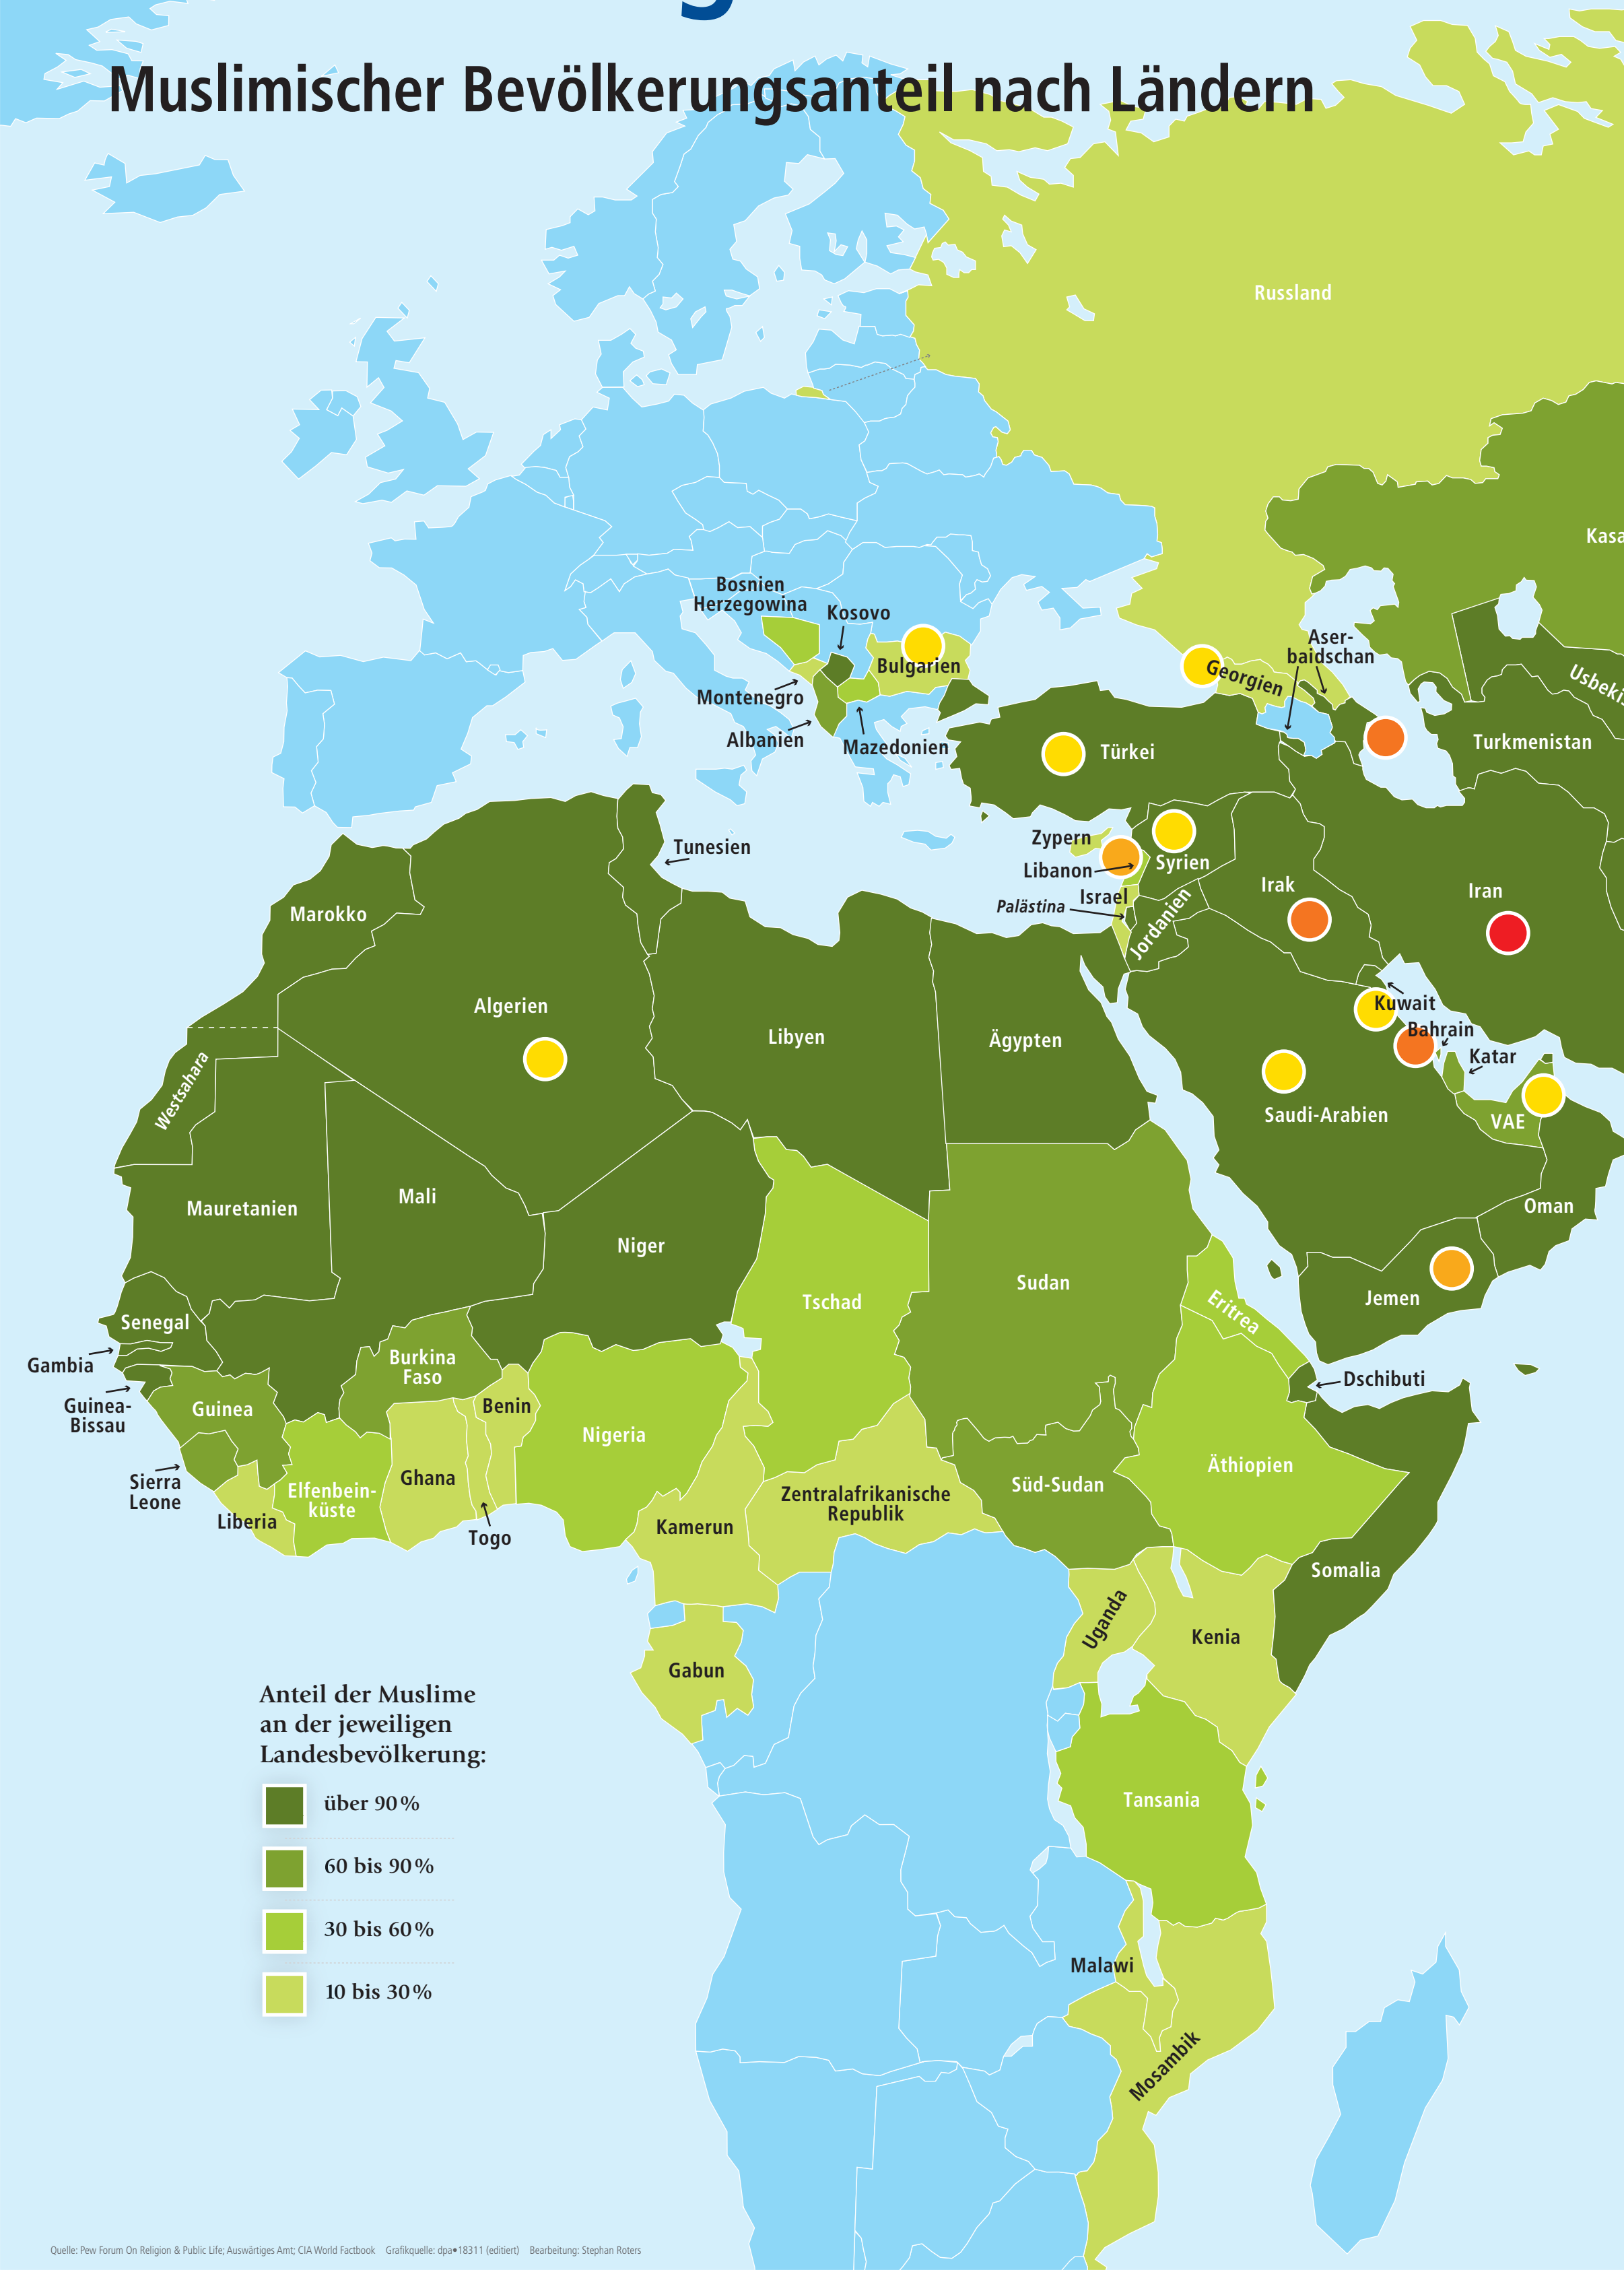 Muslimischer Bevölkerungsanteil nach Ländern
Russland
Bosnien
Herzegowina
Kosovo
Bulgarien
Montenegro
Albanien
Mazedonien
Georgien
Aser-
baidschan
Türkei
Turkmenistan
Zypern
Libanon
Syrien
Israel
Palästina
Jordanien
Irak
Iran
Tunesien
Marokko
Algerien
Libyen
Ägypten
Kuwait
Bahrain
Katar
Saudi-Arabien
VAE
Oman
Jemen
Westsahara
Mauretanien
Mali
Niger
Tschad
Sudan
Eritrea
Dschibuti
Senegal
Gambia
Guinea-
Bissau
Guinea
Sierra
Leone
Liberia
Elfenbein-
küste
Burkina
Faso
Ghana
Togo
Benin
Nigeria
Kamerun
Zentralafrikanische
Republik
Süd-Sudan
Äthiopien
Somalia
Uganda
Kenia
Gabun
Tansania
Malawi
Mosambik
Anteil der Muslime
an der jeweiligen
Landesbevölkerung:
über 90%
60 bis 90%
30 bis 60%
10 bis 30%
Quelle: Pew Forum On Religion & Public Life; Auswärtiges Amt; CIA World Factbook Grafikquelle: dpa•18311 (editiert) Bearbeitung: Stephan Roters